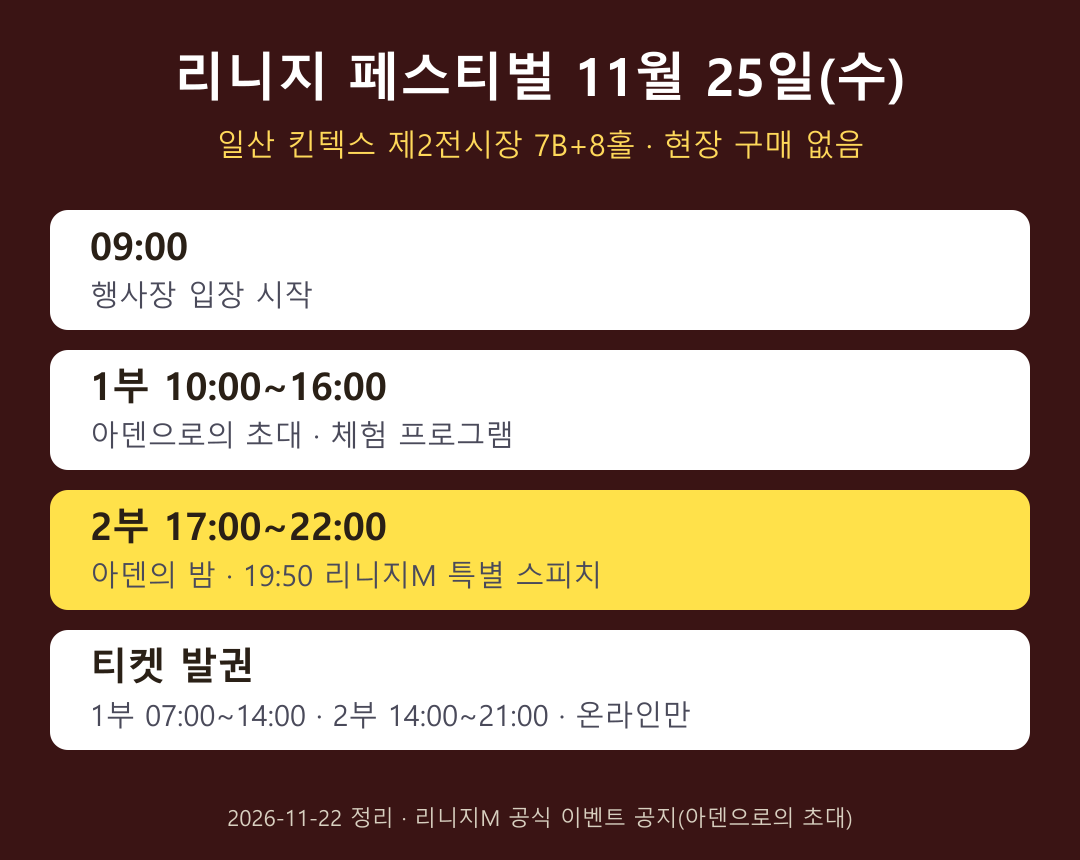 리니지 페스티벌 11월 25일(수)
일산 킨텍스 제2전시장 7B+8홀 · 현장 구매 없음
09:00
행사장 입장 시작
1부 10:00~16:00
아덴으로의 초대 · 체험 프로그램
2부 17:00~22:00
아덴의 밤 · 19:50 리니지M 특별 스피치
티켓 발권
1부 07:00~14:00 · 2부 14:00~21:00 · 온라인만
2026-11-22 정리 · 리니지M 공식 이벤트 공지(아덴으로의 초대)